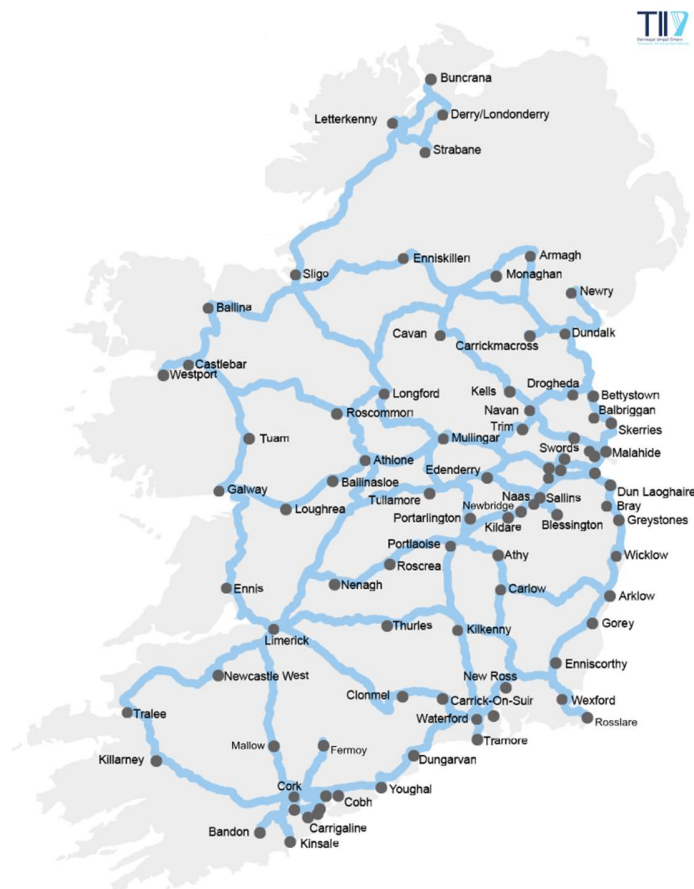 TII
Buncrana
Letterkenny
Derry/Londonderry
Strabane
Enniskillen
Armagh
Sligo
Monaghan
Newry
Ballina
Cavan
Carrickmacross
Dundalk
Castlebar
Westport
Longford
Kells
Drogheda
Bettystown
Roscommon
Navan
Balbriggan
Trim
Skerries
Tuam
Mullingar
Swords
Malahide
Athlone
Edenderry
Ballinasloe
Galway
Tullamore
Naas
Sallins
Dun Laoghaire
Loughrea
Newbridge
Bray
Portarlington
Kildare
Blessington
Greystones
Portlaoise
Athy
Wicklow
Roscrea
Ennis
Nenagh
Carlow
Arklow
Limerick
Thurles
Kilkenny
Gorey
Enniscorthy
Newcastle West
New Ross
Clonmel
Carrick-On-Suir
Wexford
Tralee
Waterford
Rosslare
Tramore
Mallow
Fermoy
Killarney
Dungarvan
Cork
Youghal
Cobh
Carrigaline
Bandon
Kinsale